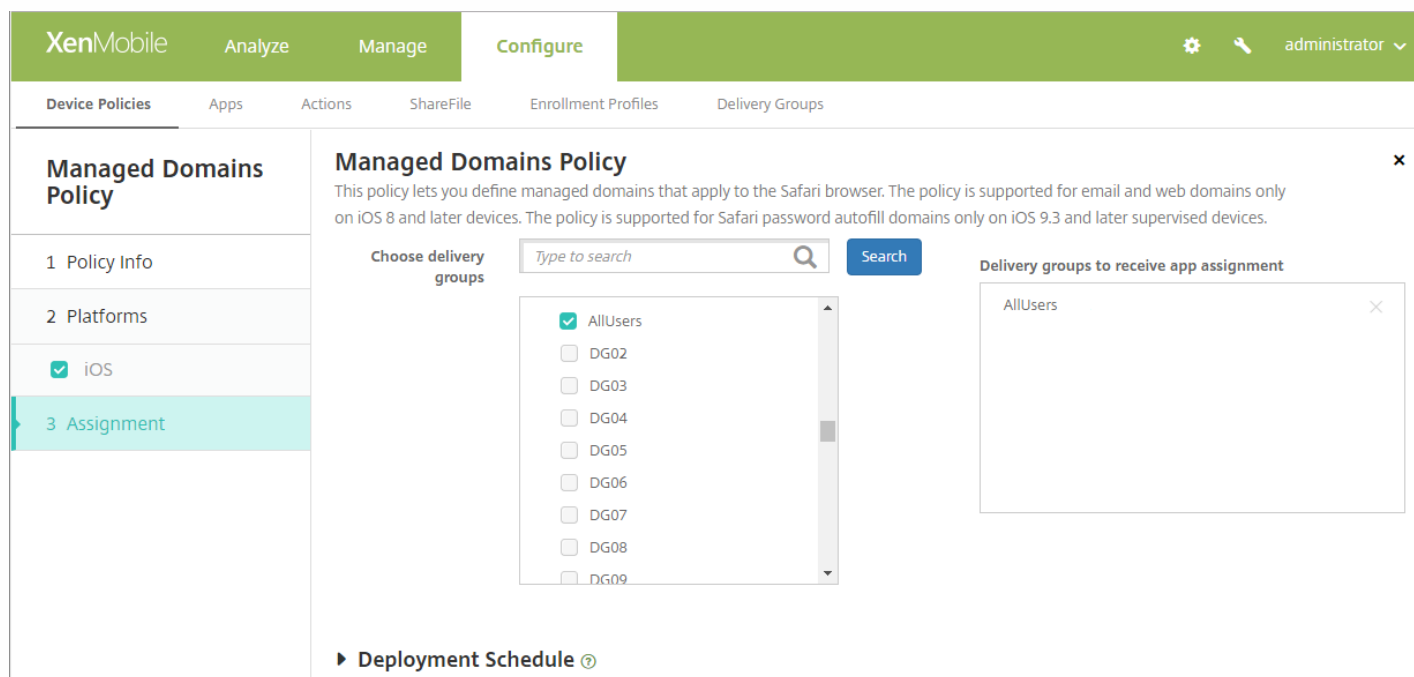 XenMobile Analyze Manage Configure administrator
Device Policies Apps Actions ShareFile Enrollment Profiles Delivery Groups
Managed Domains
Policy
1 Policy Info
2 Platforms
iOS
3 Assignment
Managed Domains Policy
This policy lets you define managed domains that apply to the Safari browser. The policy is supported for email and web domains only
on iOS 8 and later devices. The policy is supported for Safari password autofill domains only on iOS 9.3 and later supervised devices.
Choose delivery
groups
Type to search
Search
AllUsers
DG02
DG03
DG04
DG05
DG06
DG07
DG08
DG09
Delivery groups to receive app assignment
AllUsers
Deployment Schedule ?